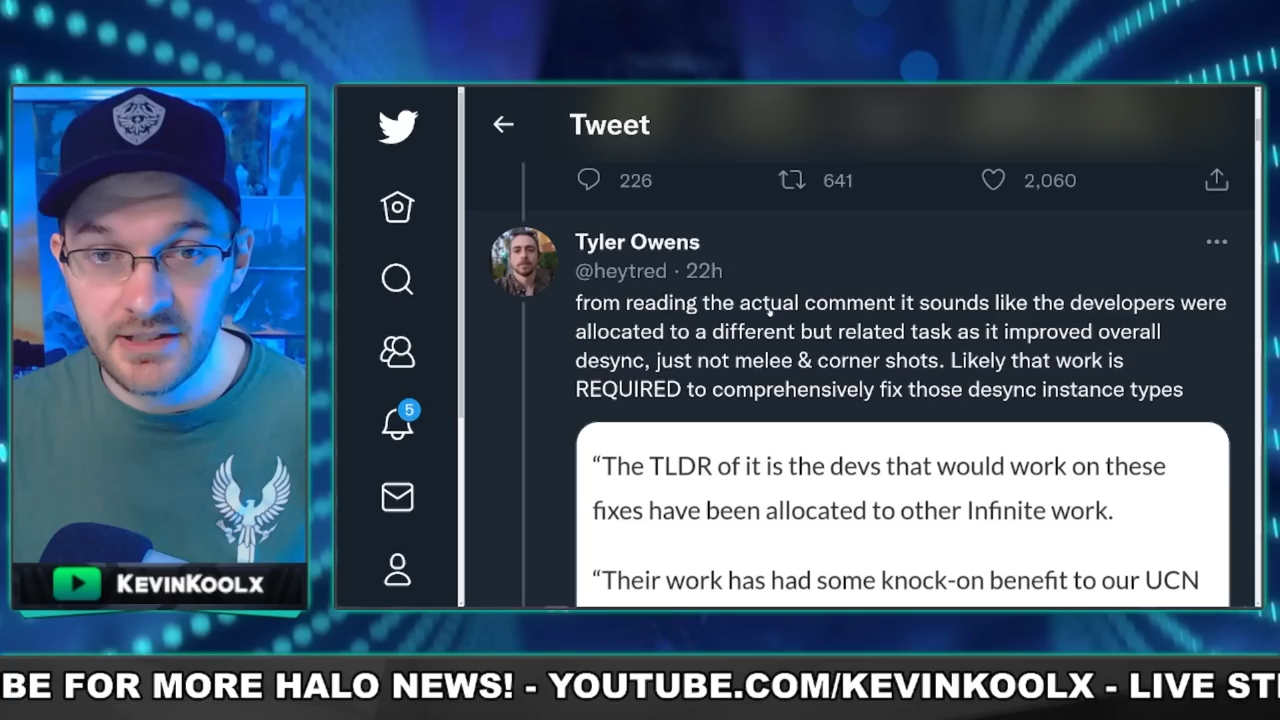 Tweet
226
641
2,060
Tyler Owens
@heytred · 22h
from reading the actual comment it sounds like the developers were
allocated to a different but related task as it improved overall
desync, just not melee & corner shots. Likely that work is
REQUIRED to comprehensively fix those desync instance types
5
“The TLDR of it is the devs that would work on these
fixes have been allocated to other Infinite work.
“Their work has had some knock-on benefit to our UCN
KEVINKOOLX
BE FOR MORE HALO NEWS! - YOUTUBE.COM/KEVINKOOLX - LIVE ST